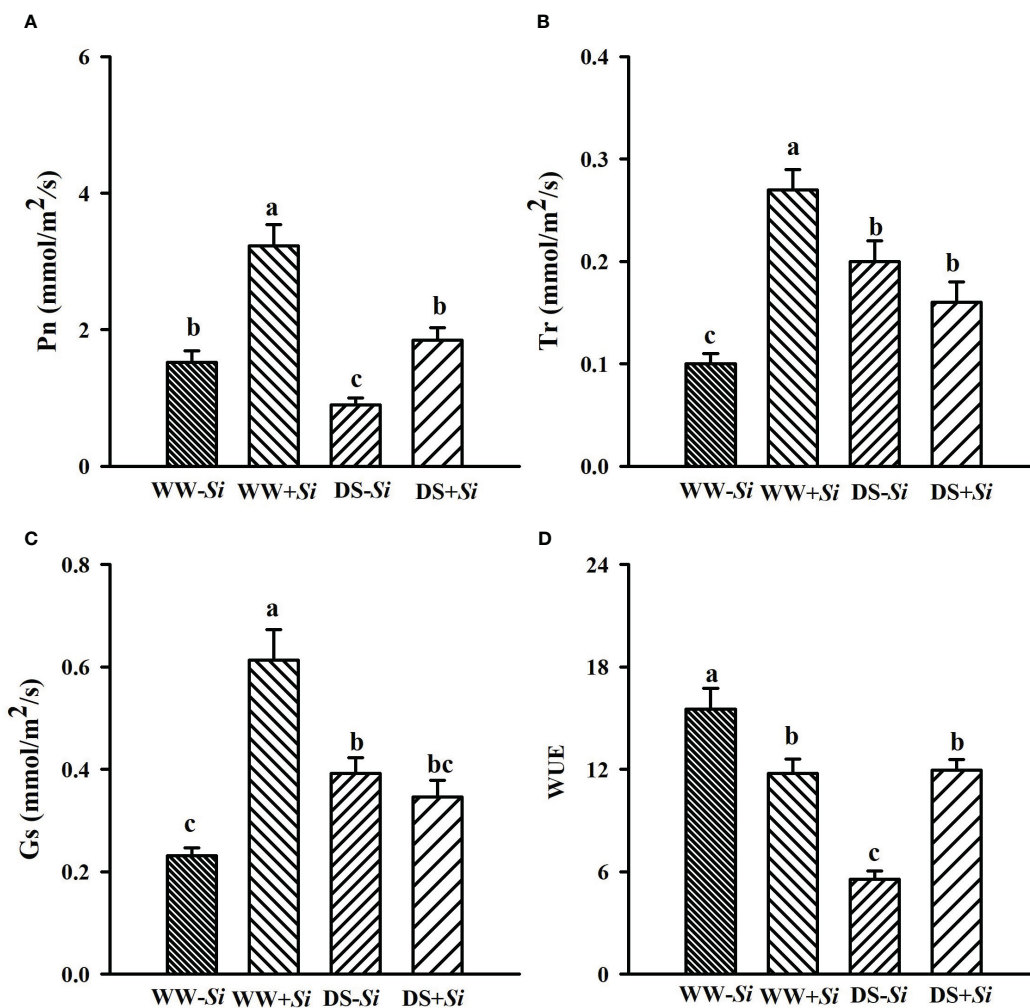 A
Pn (mmol/m²/s)
6
4
2
0
b
a
c
b
WW-Si
WW+Si
DS-Si
DS+Si
B
Tr (mmol/m²/s)
0.4
0.3
0.2
0.1
0.0
c
a
b
b
WW-Si
WW+Si
DS-Si
DS+Si
C
Gs (mmol/m²/s)
0.8
0.6
0.4
0.2
0.0
c
a
b
bc
WW-Si
WW+Si
DS-Si
DS+Si
D
WUE
24
18
12
6
0
a
b
c
b
WW-Si
WW+Si
DS-Si
DS+Si